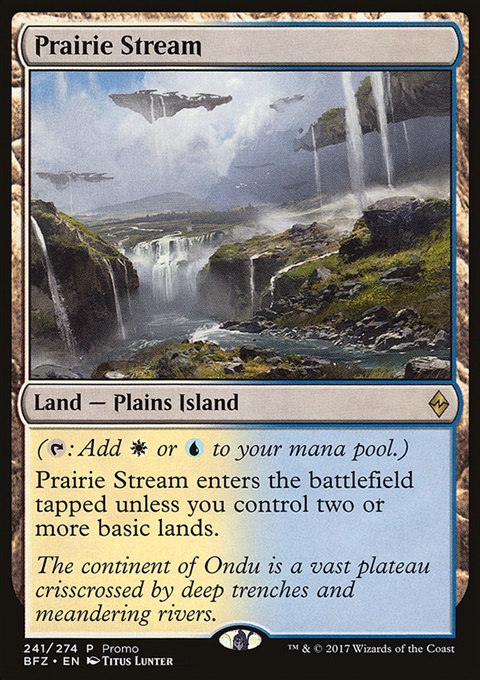 Prairie Stream
Land — Plains Island
(T: Add W or U to your mana pool.)
Prairie Stream enters the battlefield
tapped unless you control two or
more basic lands.
The continent of Ondu is a vast plateau
crisscrossed by deep trenches and
meandering rivers.
241/274 P Promo
BFZ • EN Titus Lunter
™ & © 2017 Wizards of the Coast